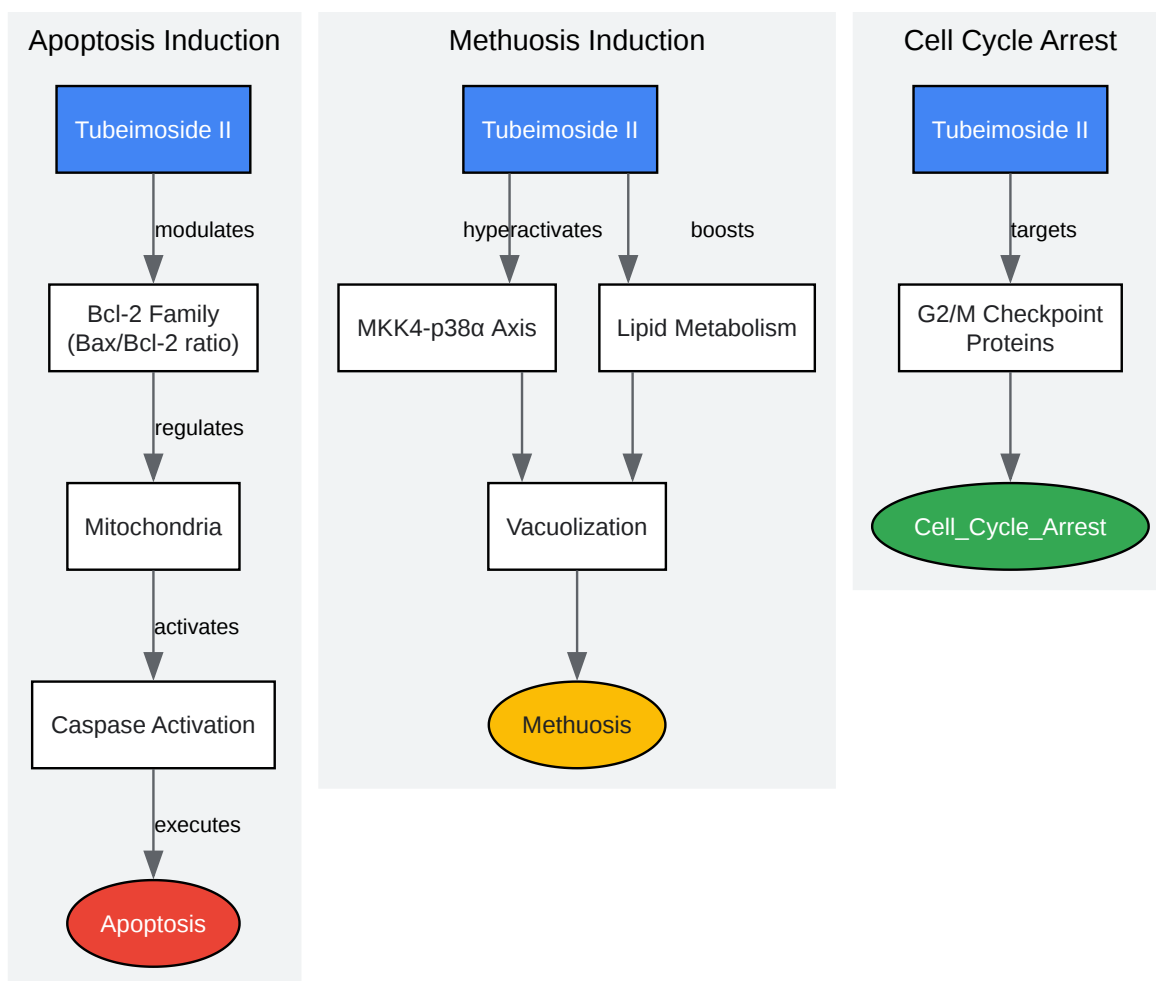 Apoptosis Induction
Tubeimoside II
modulates
Bcl-2 Family
(Bax/Bcl-2 ratio)
regulates
Mitochondria
activates
Caspase Activation
executes
Apoptosis
Methuosis Induction
Tubeimoside II
hyperactivates
boosts
MKK4-p38α Axis
Lipid Metabolism
Vacuolization
Methuosis
Cell Cycle Arrest
Tubeimoside II
targets
G2/M Checkpoint
Proteins
Cell_Cycle_Arrest